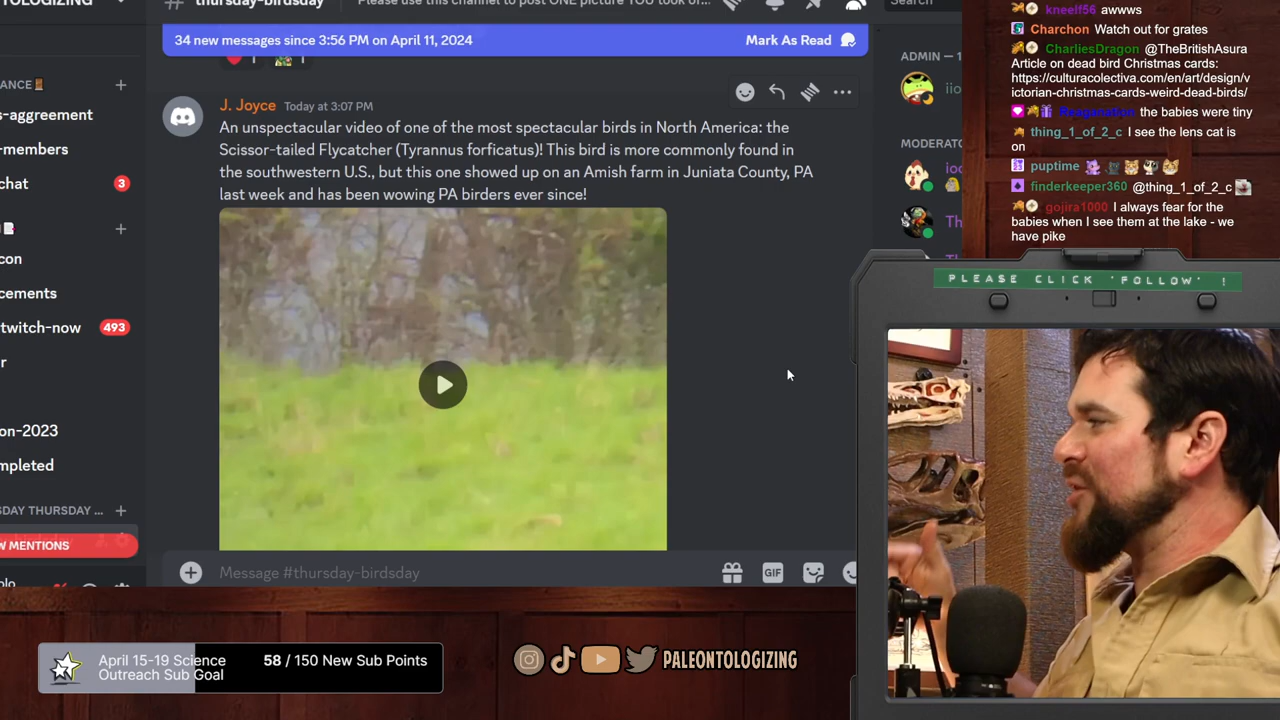 thursday-birdsday
Please use this channel to post ONE picture YOU took of...
Search
34 new messages since 3:56 PM on April 11, 2024
Mark As Read
1
1
ANCE
s-aggreement
-members
chat
3
con
cements
twitch-now
493
r
on-2023
mpleted
SDAY THURSDAY ...
W MENTIONS
J. Joyce Today at 3:07 PM
An unspectacular video of one of the most spectacular birds in North America: the
Scissor-tailed Flycatcher (Tyrannus forficatus)! This bird is more commonly found in
the southwestern U.S., but this one showed up on an Amish farm in Juniata County, PA
last week and has been wowing PA birders ever since!
Message #thursday-birdsday
GIF
ADMIN — 1
iio
MODERATO
ioc
Th
kneelf56 awwws
Charchon Watch out for grates
CharliesDragon @TheBritishAsura
Article on dead bird Christmas cards:
https://culturacolectiva.com/en/art/design/v
ictorian-christmas-cards-weird-dead-birds/
Reaganation the babies were tiny
thing_1_of_2_c I see the lens cat is
on
puptime
finderkeeper360 @thing_1_of_2_c
gojira1000 I always fear for the
babies when I see them at the lake - we
have pike
PLEASE CLICK 'FOLLOW' !
April 15-19 Science
Outreach Sub Goal
58 / 150 New Sub Points
PALEONTOLOGIZING